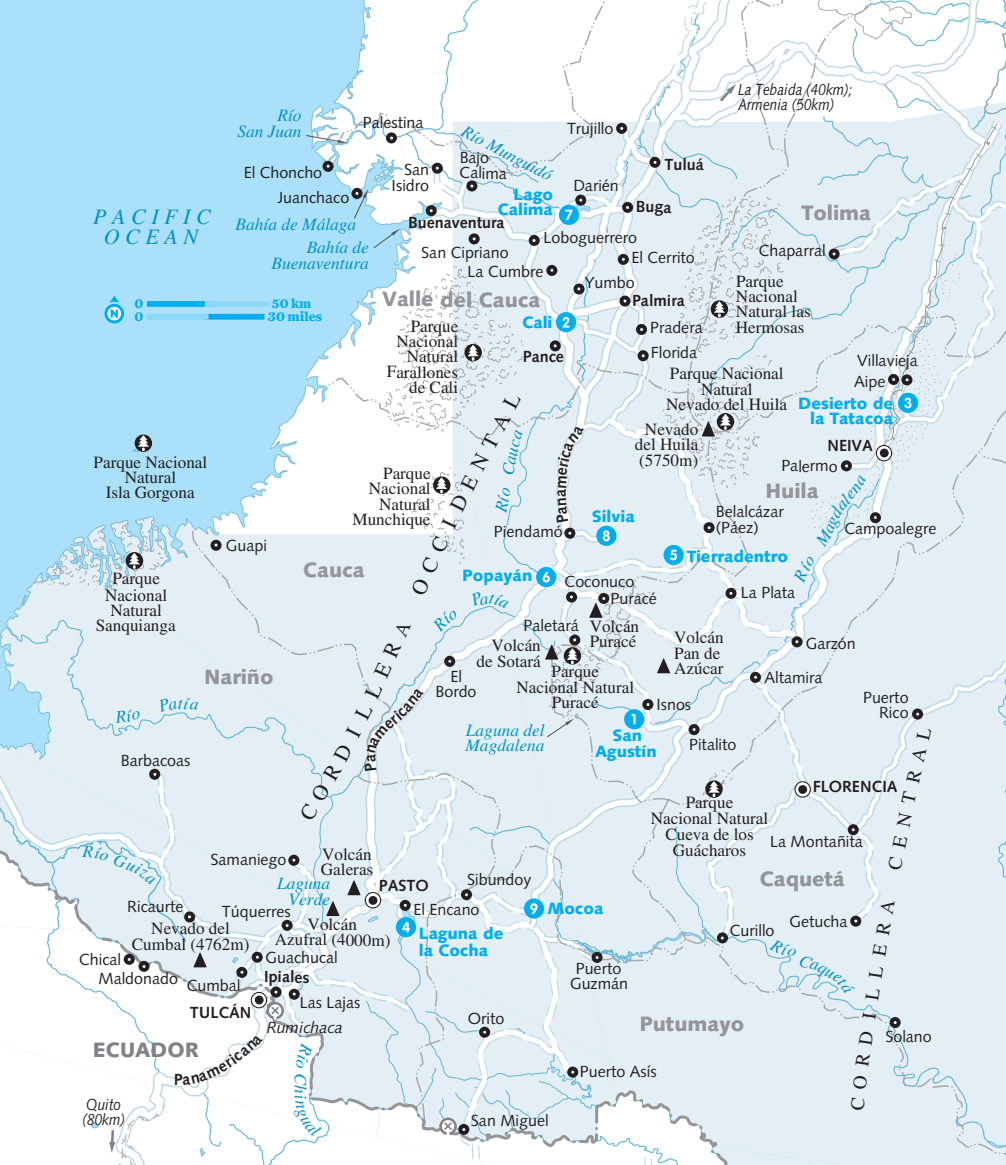 La Tebaida (40km);
Armenia (50km)
Río
San Juan
Palestina
Trujillo
Río Munguidó
El Choncho
San
Isidro
Bajo
Calima
Tuluá
Juanchaco
Lago
Calima
7
Darién
Buga
Tolima
PACIFIC
OCEAN
Bahía de Málaga
Buenaventura
Bahía de
Buenaventura
San Cipriano
Loboguerrero
Chaparral
La Cumbre
El Cerrito
Yumbo
N
0
50 km
0
30 miles
Valle del Cauca
Palmira
Parque
Nacional
Natural las
Hermosas
Parque
Nacional
Natural
Farallones
de Cali
Cali
2
Pradera
Pance
Florida
Villavieja
Aipe
Parque Nacional
Natural
Nevado del Huila
Desierto de
la Tatacoa
3
Nevado
del Huila
(5750m)
NEIVA
Parque Nacional
Natural
Isla Gorgona
CORDILLERA OCCIDENTAL
Río Cauca
Panamericana
Palermo
Parque
Nacional
Natural
Munchique
Huila
Río Magdalena
Silvia
8
Belalcázar
(Páez)
Campoalegre
Piendamó
Guapi
5
Tierradentro
Cauca
Popayán
6
Parque
Nacional
Natural
Sanquianga
Coconuco
Puracé
La Plata
Río Patía
Paletará
Volcán
Puracé
Volcán
de Sotará
Volcán
Pan de
Azúcar
Garzón
El
Bordo
Parque
Nacional Natural
Puracé
Altamira
Nariño
Panamericana
Puerto
Rico
Isnos
Río Patía
Laguna del
Magdalena
1
San
Agustín
Pitalito
Barbacoas
FLORENCIA
Parque
Nacional Natural
Cueva de los
Guácharos
CORDILLERA CENTRAL
La Montañita
Río Guiza
Samaniego
Volcán
Galeras
Caquetá
Laguna
Verde
PASTO
Sibundoy
Ricaurte
Túquerres
Volcán
Azufral (4000m)
El Encano
9
Mocoa
Getucha
Nevado del
Cumbal (4762m)
4
Laguna de
la Cocha
Curillo
Río Caquetá
Chical
Maldonado
Guachucal
Cumbal
Ipiales
Puerto
Guzmán
TULCÁN
Las Lajas
Rumichaca
Orito
Putumayo
Solano
ECUADOR
Panamericana
Río Chingual
Puerto Asís
Quito
(80km)
San Miguel